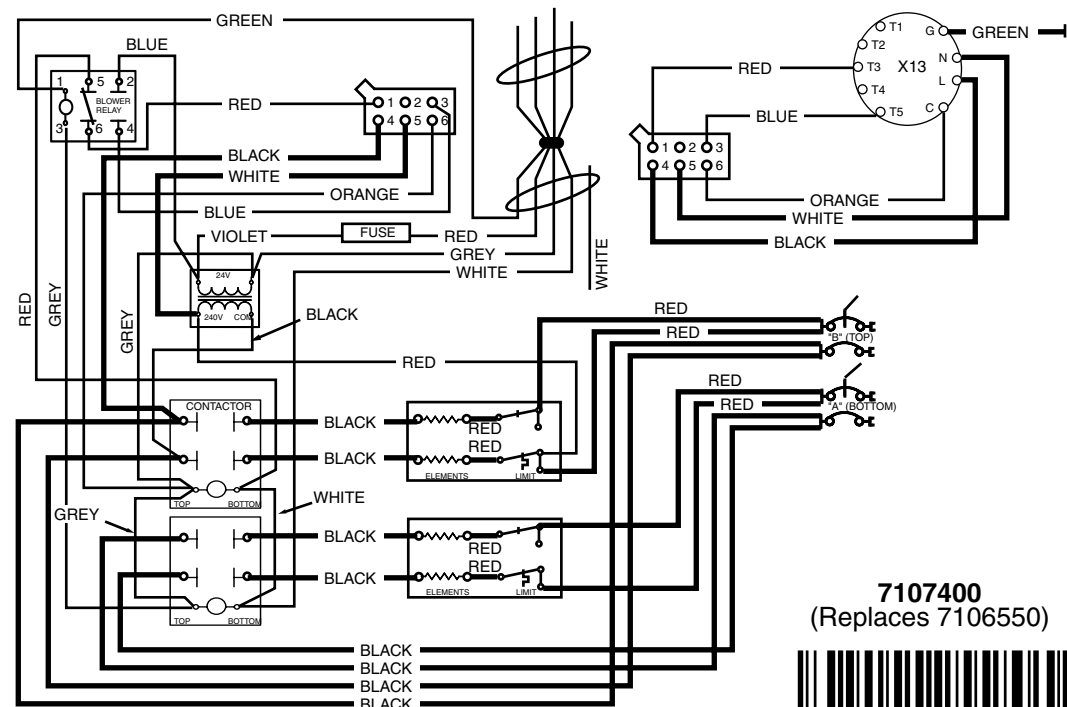 GREEN
BLUE
1 5 2
BLOWER
RELAY
3 6 4
RED
1 2 3
4 5 6
BLACK
WHITE
ORANGE
BLUE
VIOLET FUSE RED
GREY
WHITE
WHITE
24V
240V COM
BLACK
RED
GREY
GREY
RED
CONTACTOR
BLACK
RED
RED
BLACK
ELEMENTS LIMIT
TOP BOTTOM
WHITE
GREY
BLACK
RED
RED
BLACK
ELEMENTS LIMIT
TOP BOTTOM
BLACK
BLACK
BLACK
BLACK
T1 G GREEN
T2
N
RED T3 X13
L
T4
BLUE T5 C
1 2 3
4 5 6
ORANGE
WHITE
BLACK
RED
RED
"B" (TOP)
RED
RED
"A" (BOTTOM)
7107400
(Replaces 7106550)